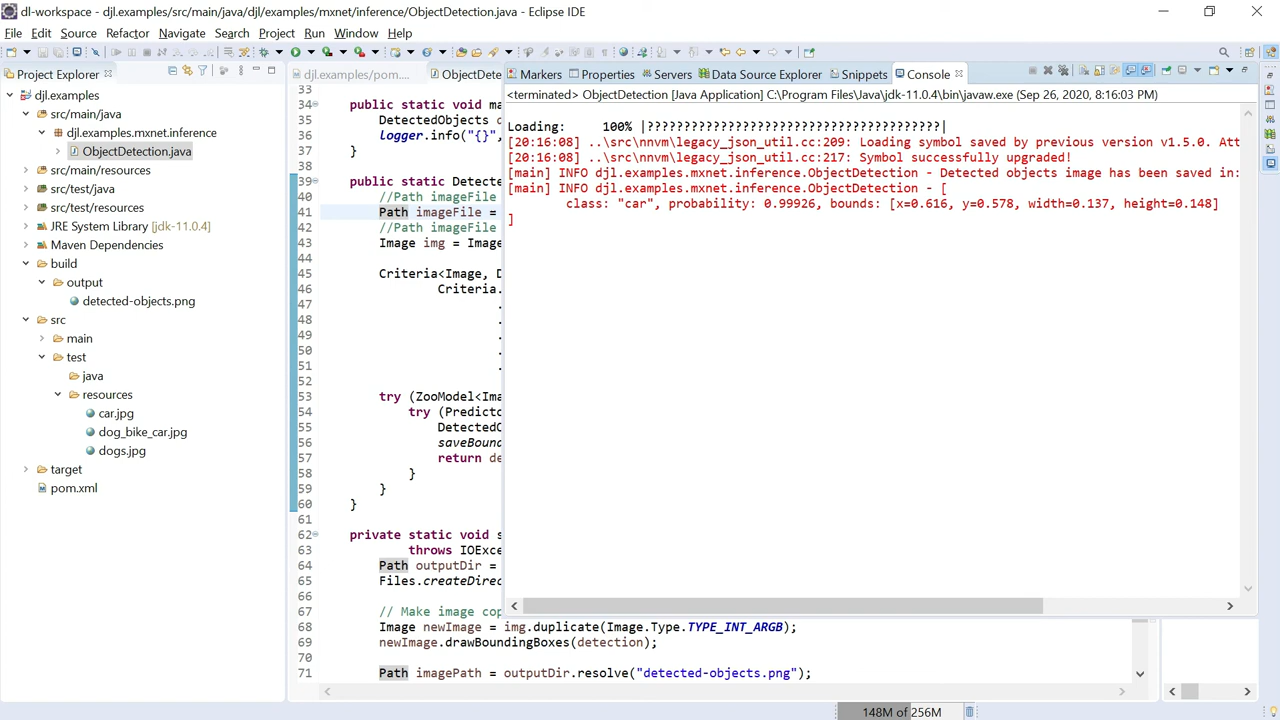 dl-workspace - djl.examples/src/main/java/djl/examples/mxnet/inference/ObjectDetection.java - Eclipse IDE
File Edit Source Refactor Navigate Search Project Run Window Help
Project Explorer
djl.examples
src/main/java
djl.examples.mxnet.inference
ObjectDetection.java
src/main/resources
src/test/java
src/test/resources
JRE System Library [jdk-11.0.4]
Maven Dependencies
build
output
detected-objects.png
src
main
test
java
resources
car.jpg
dog_bike_car.jpg
dogs.jpg
target
pom.xml
djl.examples/pom.... ObjectDete
33
34 public static void ma
35 DetectedObjects
36 logger.info("{}",
37 }
38
39 public static Detecte
40 //Path imageFile
41 Path imageFile =
42 //Path imageFile
43 Image img = Image
44
45 Criteria<Image, D
46 Criteria.
47 .
48 .
49 .
50 .
51 .
52
53 try (ZooModel<Ima
54 try (Predicto
55 DetectedO
56 saveBound
57 return de
58 }
59 }
60 }
61
62 private static void s
63 throws IOExce
64 Path outputDir =
65 Files.createDirec
66
67 // Make image cop
68 Image newImage = img.duplicate(Image.Type.TYPE_INT_ARGB);
69 newImage.drawBoundingBoxes(detection);
70
71 Path imagePath = outputDir.resolve("detected-objects.png");
Markers Properties Servers Data Source Explorer Snippets Console
<terminated> ObjectDetection [Java Application] C:\Program Files\Java\jdk-11.0.4\bin\javaw.exe (Sep 26, 2020, 8:16:03 PM)
Loading: 100% |????????????????????????????????????????|
[20:16:08] ..\src\nnvm\legacy_json_util.cc:209: Loading symbol saved by previous version v1.5.0. Att
[20:16:08] ..\src\nnvm\legacy_json_util.cc:217: Symbol successfully upgraded!
[main] INFO djl.examples.mxnet.inference.ObjectDetection - Detected objects image has been saved in:
[main] INFO djl.examples.mxnet.inference.ObjectDetection - [
class: "car", probability: 0.99926, bounds: [x=0.616, y=0.578, width=0.137, height=0.148]
]
148M of 256M